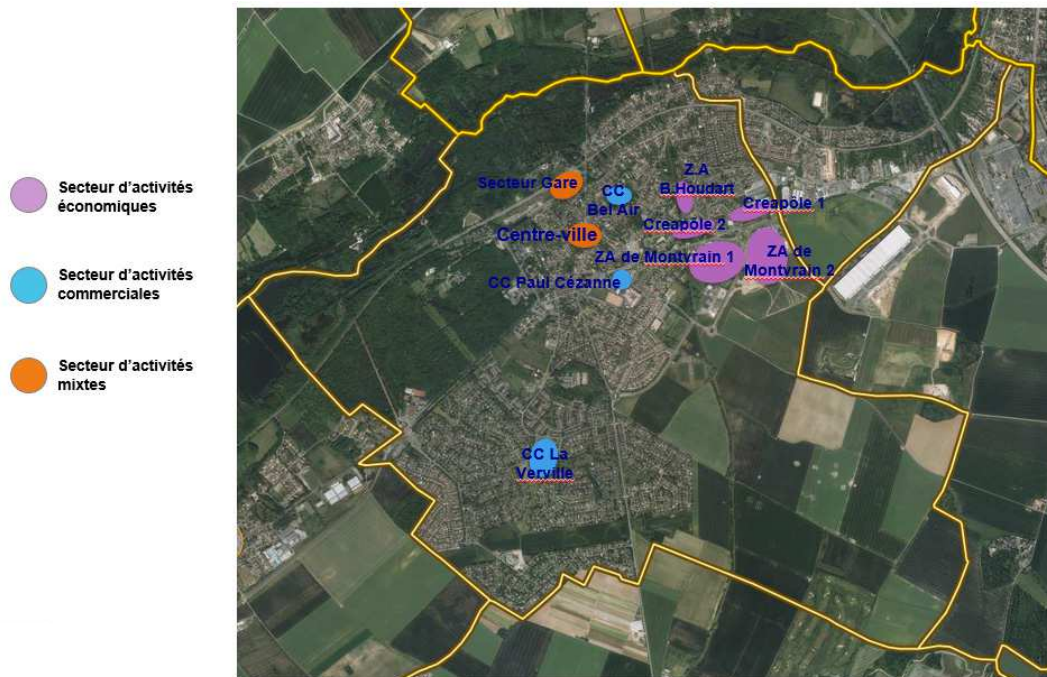 Secteur d'activités
économiques
Secteur d'activités
commerciales
Secteur d'activités
mixtes
Secteur Gare
CC
Bel Air
Z.A
B.Houdart
Creapôle 1
Centre-ville
Creapôle 2
ZA de Montvrain 1
ZA de
Montvrain 2
CC Paul Cézanne
CC La
Verville